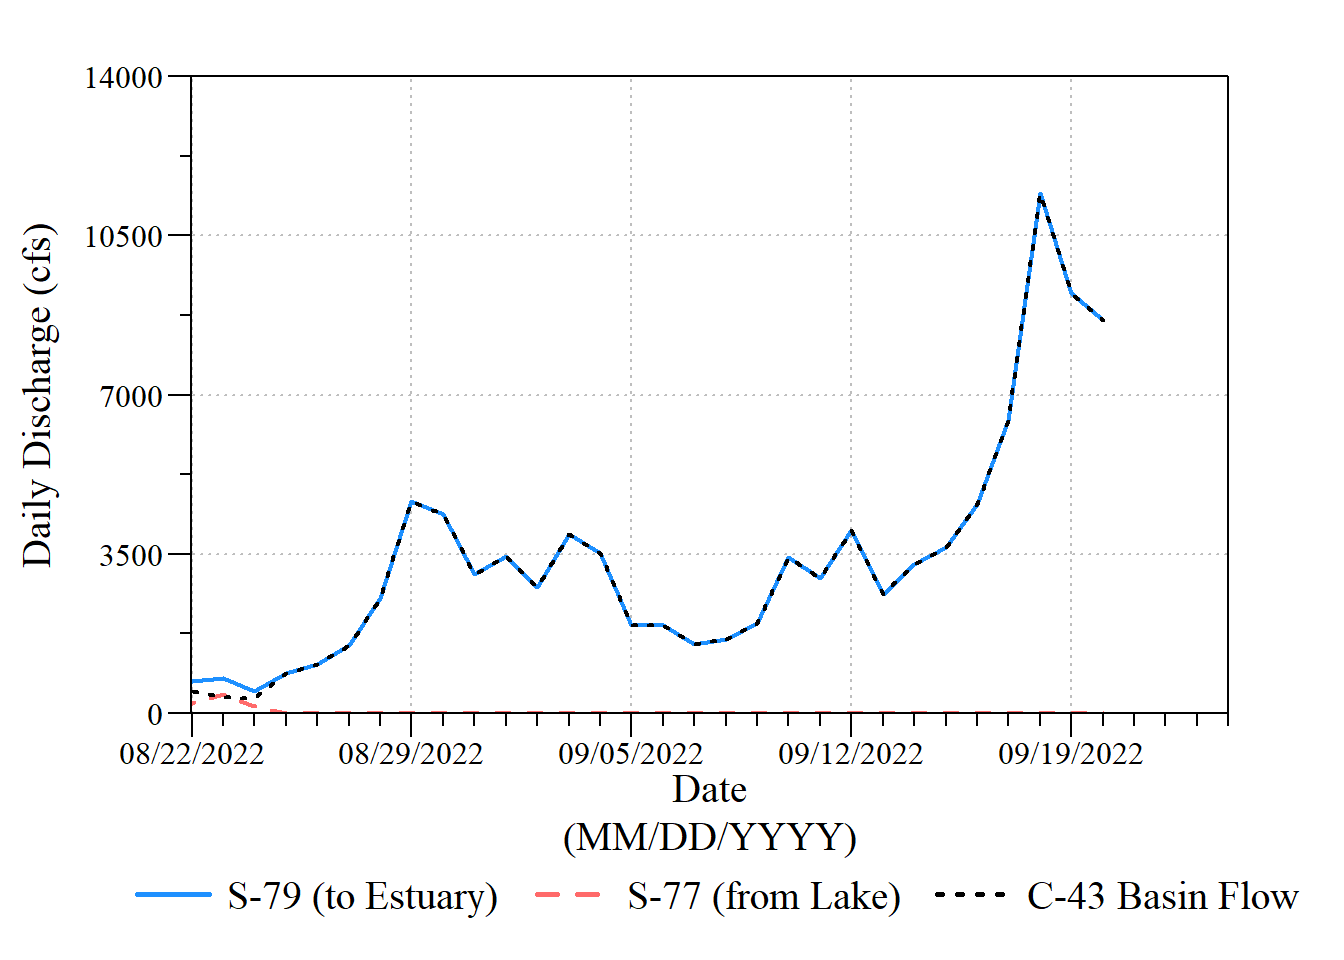 14000
10500
7000
3500
0
Daily Discharge (cfs)
08/22/2022 08/29/2022 09/05/2022 09/12/2022 09/19/2022
Date
(MM/DD/YYYY)
S-79 (to Estuary) S-77 (from Lake) C-43 Basin Flow